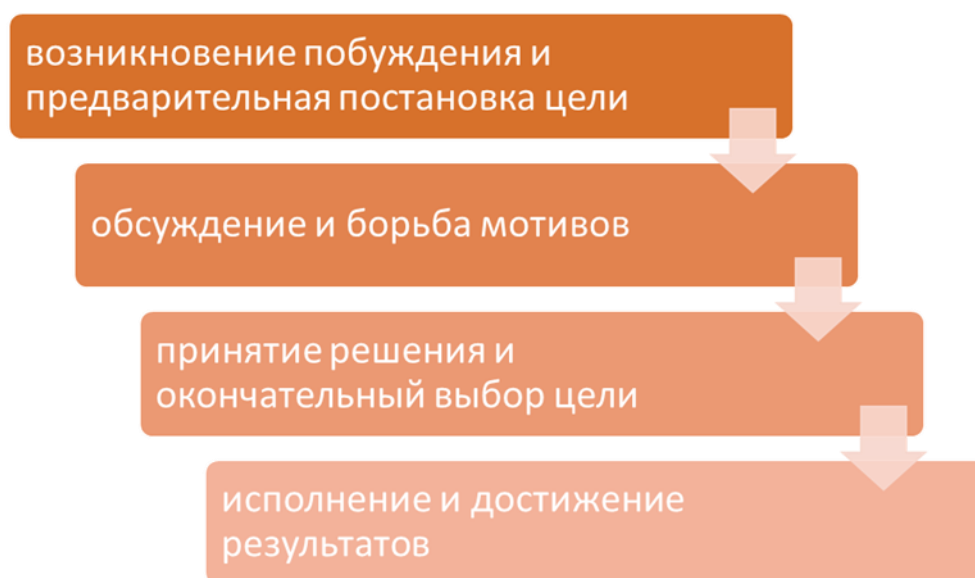 возникновение побуждения и
предварительная постановка цели
обсуждение и борьба мотивов
принятие решения и
окончательный выбор цели
исполнение и достижение
результатов